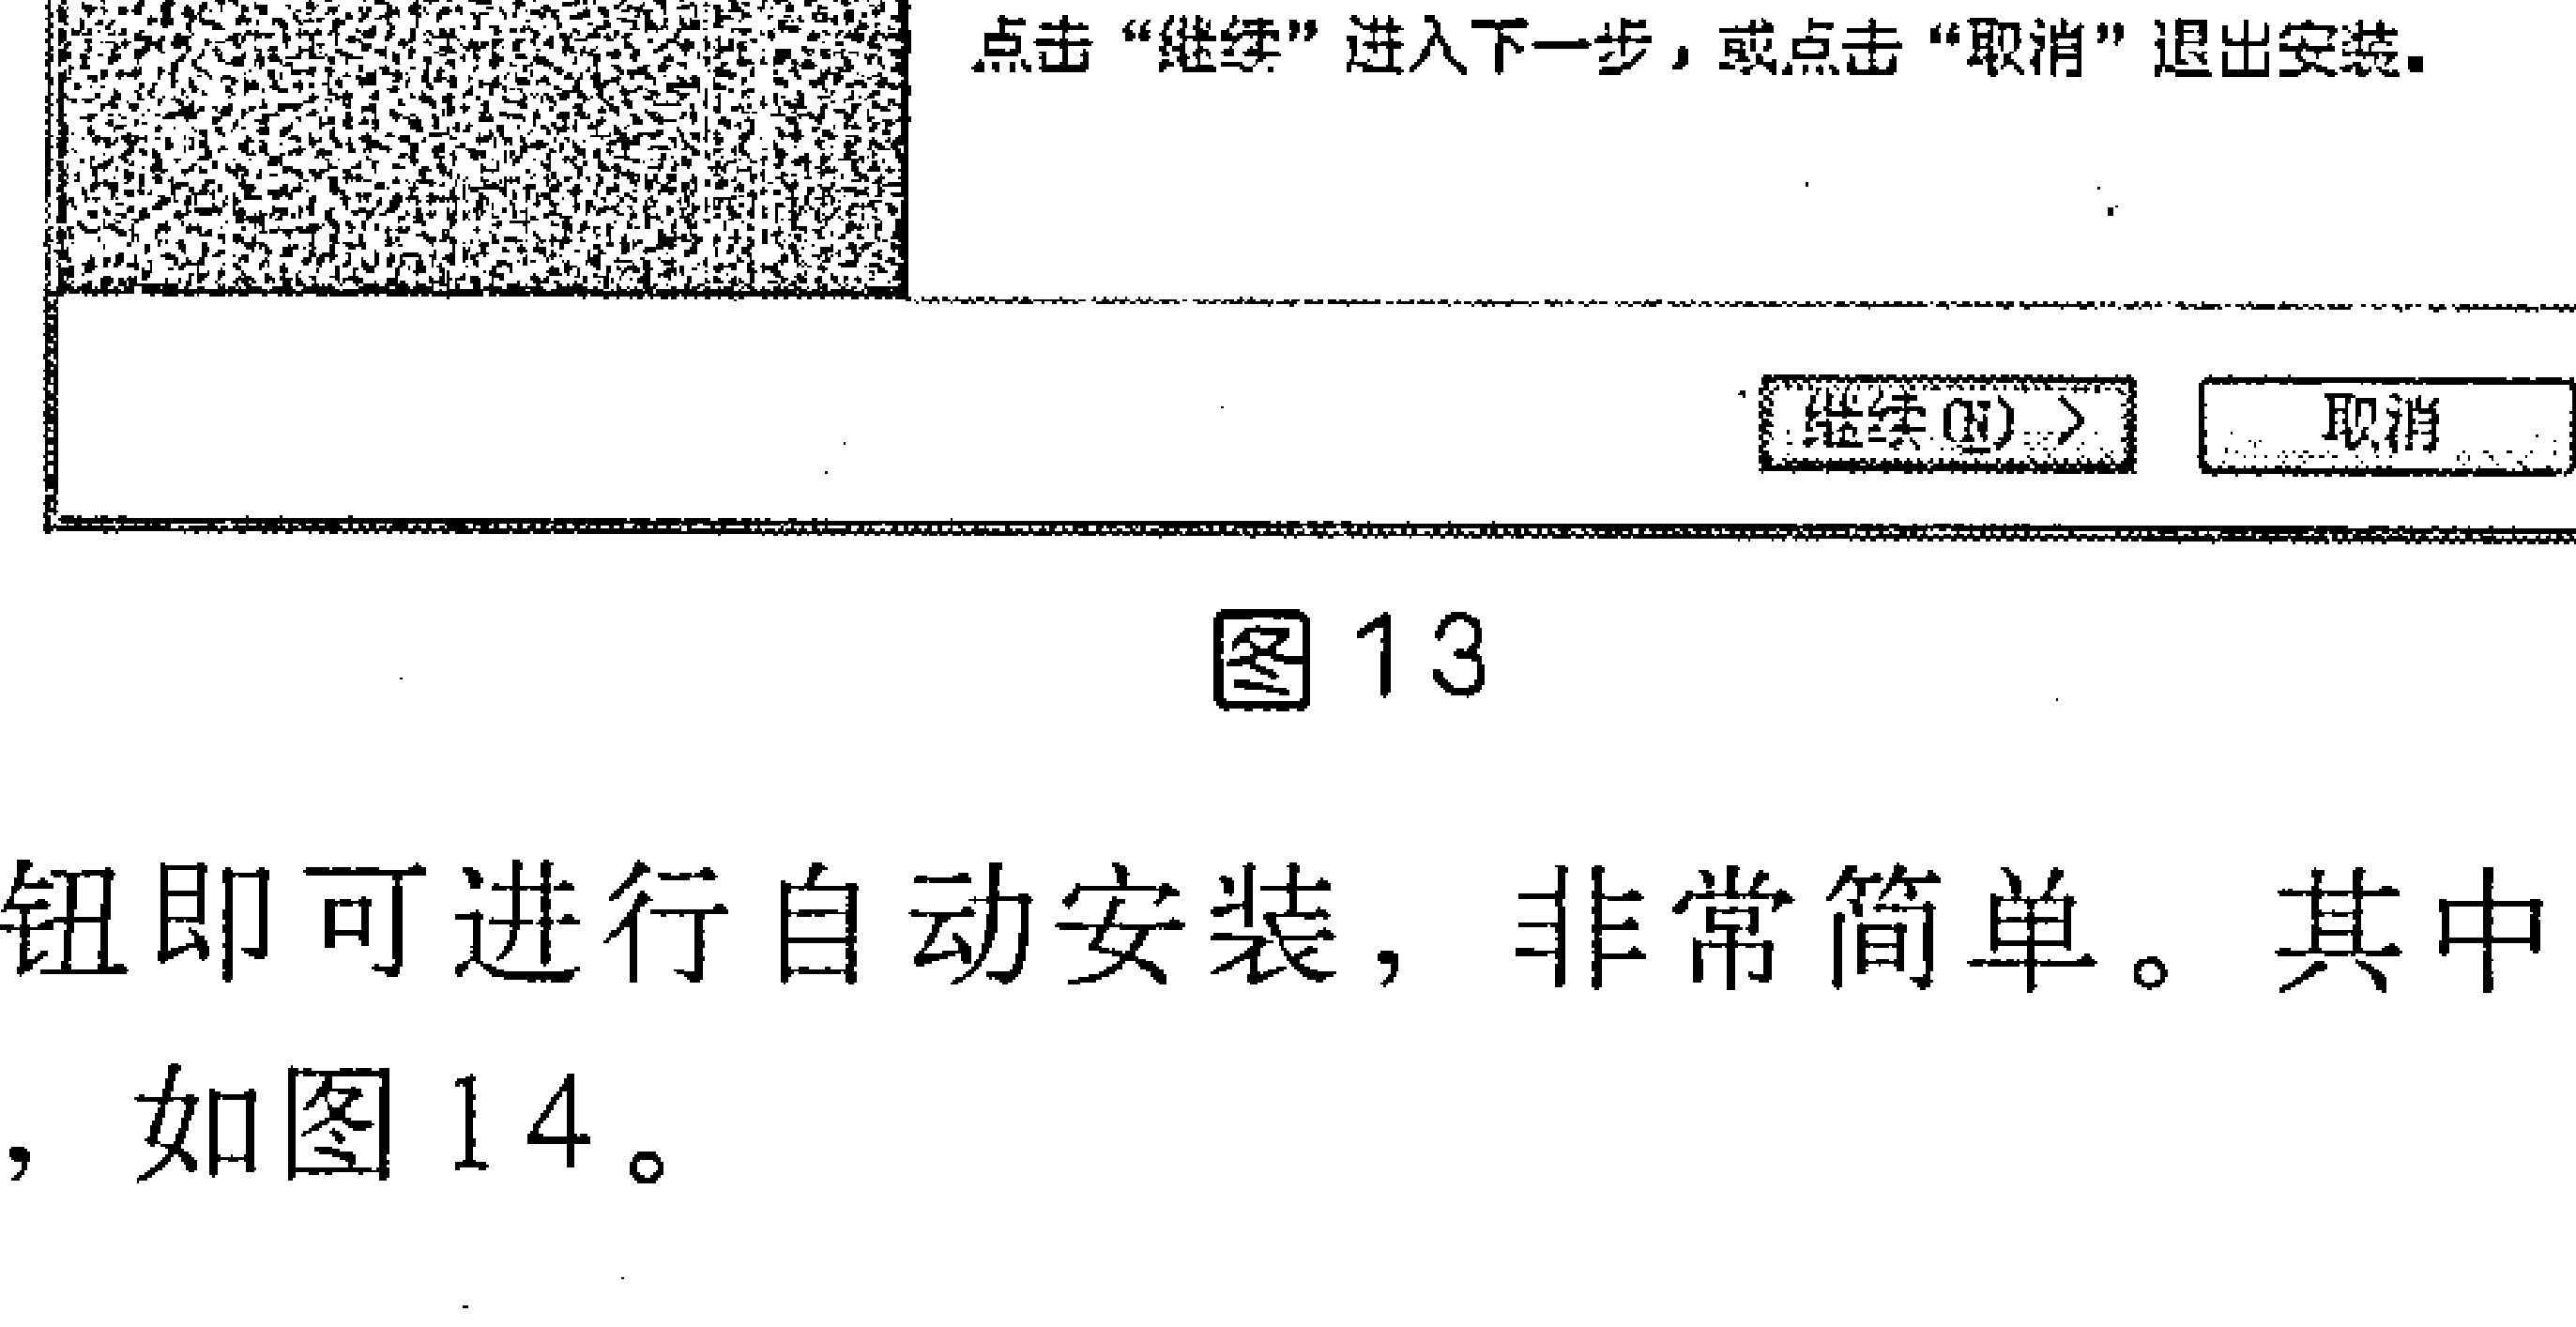 点击“继续”进入下一步，或点击“取消”退出安装.
继续(N) >
取消
图 13
钮即可进行自动安装，非常简单。其中
，如图 14。